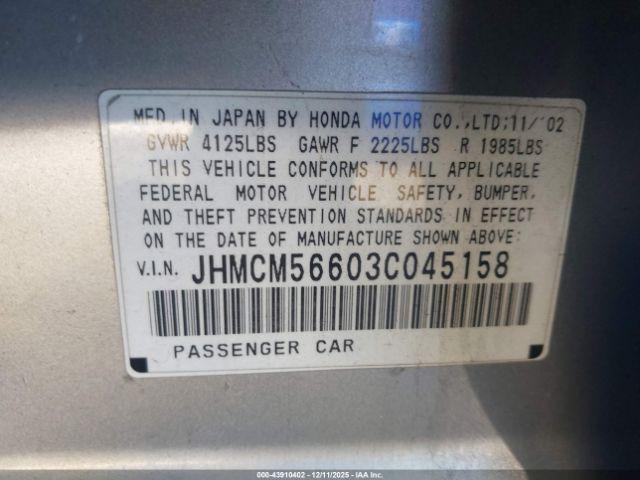 MFD. IN JAPAN BY HONDA MOTOR CO.,LTD;11/'02
GVWR 4125LBS GAWR F 2225LBS R 1985LBS
THIS VEHICLE CONFORMS TO ALL APPLICABLE
FEDERAL MOTOR VEHICLE SAFETY, BUMPER,
AND THEFT PREVENTION STANDARDS IN EFFECT
ON THE DATE OF MANUFACTURE SHOWN ABOVE:
V.I.N. JHMCM56603C045158
PASSENGER CAR
000-43910402 - 12/11/2025 - © IAA, Inc.